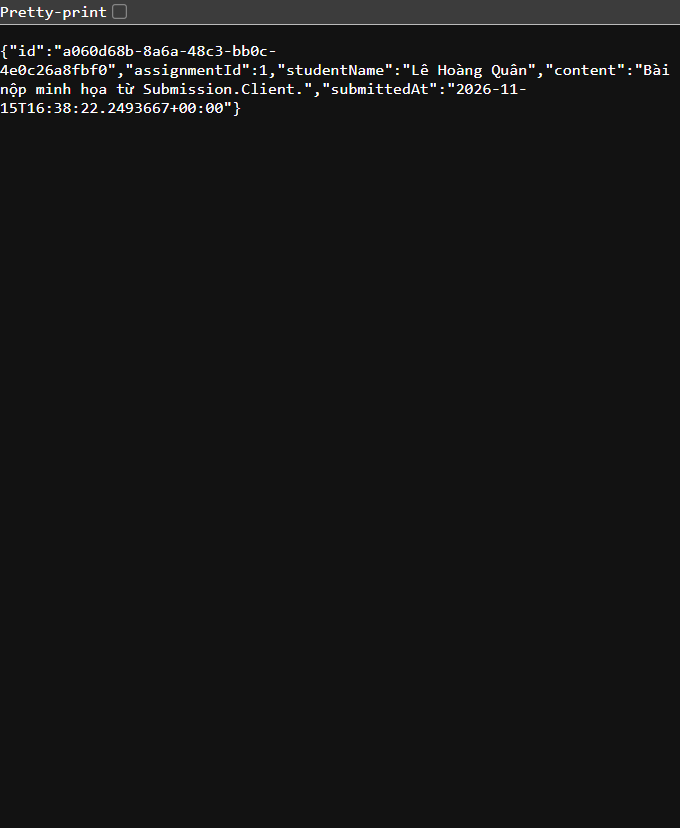 Pretty-print
{"id":"a060d68b-8a6a-48c3-bb0c-
4e0c26a8fbf0","assignmentId":1,"studentName":"Lê Hoàng Quân","content":"Bài
nộp minh họa từ Submission.Client.","submittedAt":"2026-11-
15T16:38:22.2493667+00:00"}